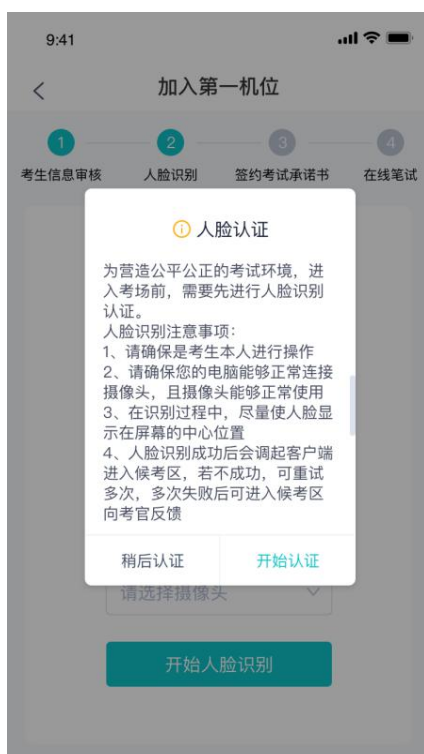 9:41
加入第一机位
1
2
3
4
考生信息审核
人脸识别
签约考试承诺书
在线笔试
人脸认证
为营造公平公正的考试环境，进
入考场前，需要先进行人脸识别
认证。
人脸识别注意事项：
1、请确保是考生本人进行操作
2、请确保您的电脑能够正常连接
摄像头，且摄像头能够正常使用
3、在识别过程中，尽量使人脸显
示在屏幕的中心位置
4、人脸识别成功后会调起客户端
进入候考区，若不成功，可重试
多次，多次失败后可进入候考区
向考官反馈
稍后认证
开始认证
请选择摄像头
开始人脸识别